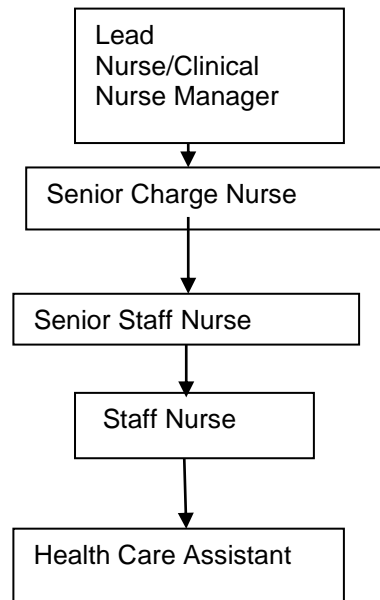 Lead
Nurse/Clinical
Nurse Manager
Senior Charge Nurse
Senior Staff Nurse
Staff Nurse
Health Care Assistant